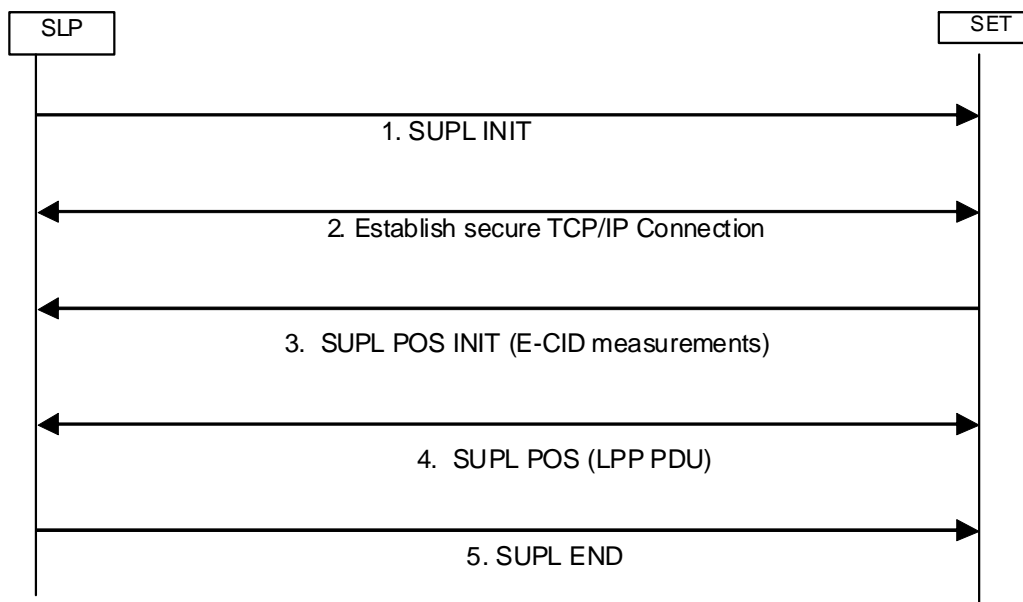 SLP
SET
1. SUPL INIT
2. Establish secure TCP/IP Connection
3. SUPL POS INIT (E-CID measurements)
4. SUPL POS (LPP PDU)
5. SUPL END